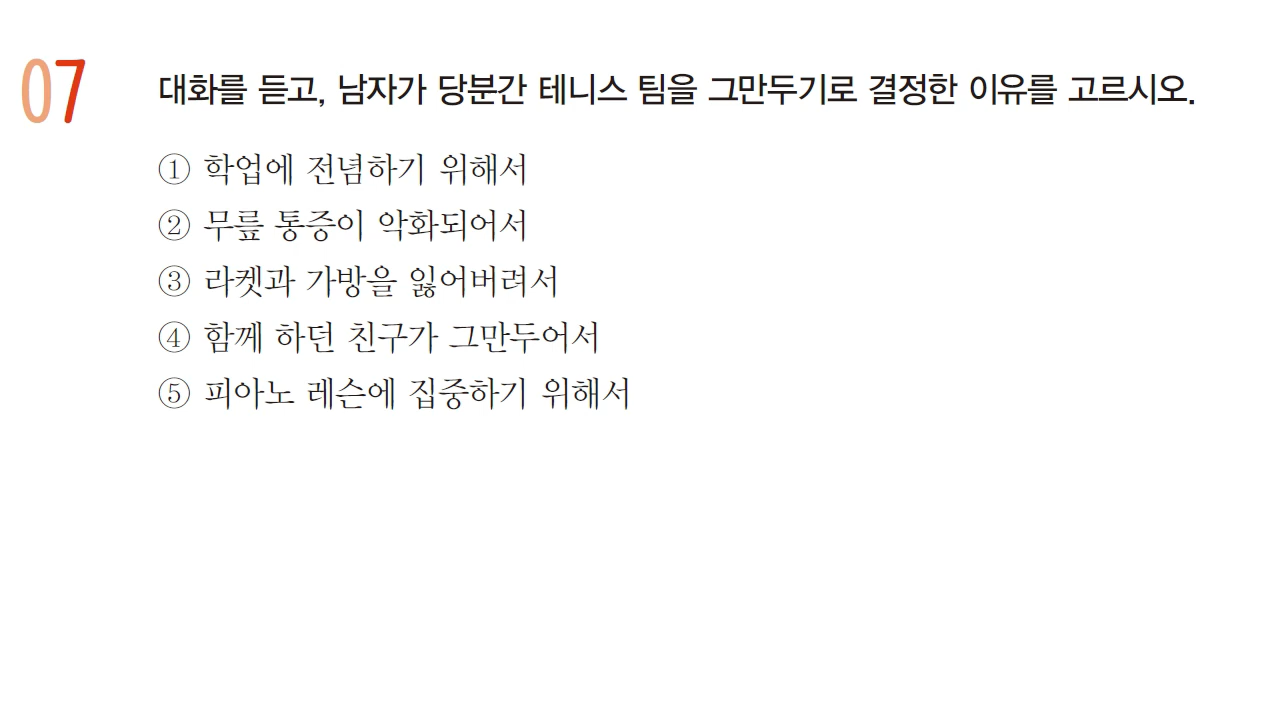 07 대화를 듣고, 남자가 당분간 테니스 팀을 그만두기로 결정한 이유를 고르시오.
① 학업에 전념하기 위해서
② 무릎 통증이 악화되어서
③ 라켓과 가방을 잃어버려서
④ 함께 하던 친구가 그만두어서
⑤ 피아노 레슨에 집중하기 위해서